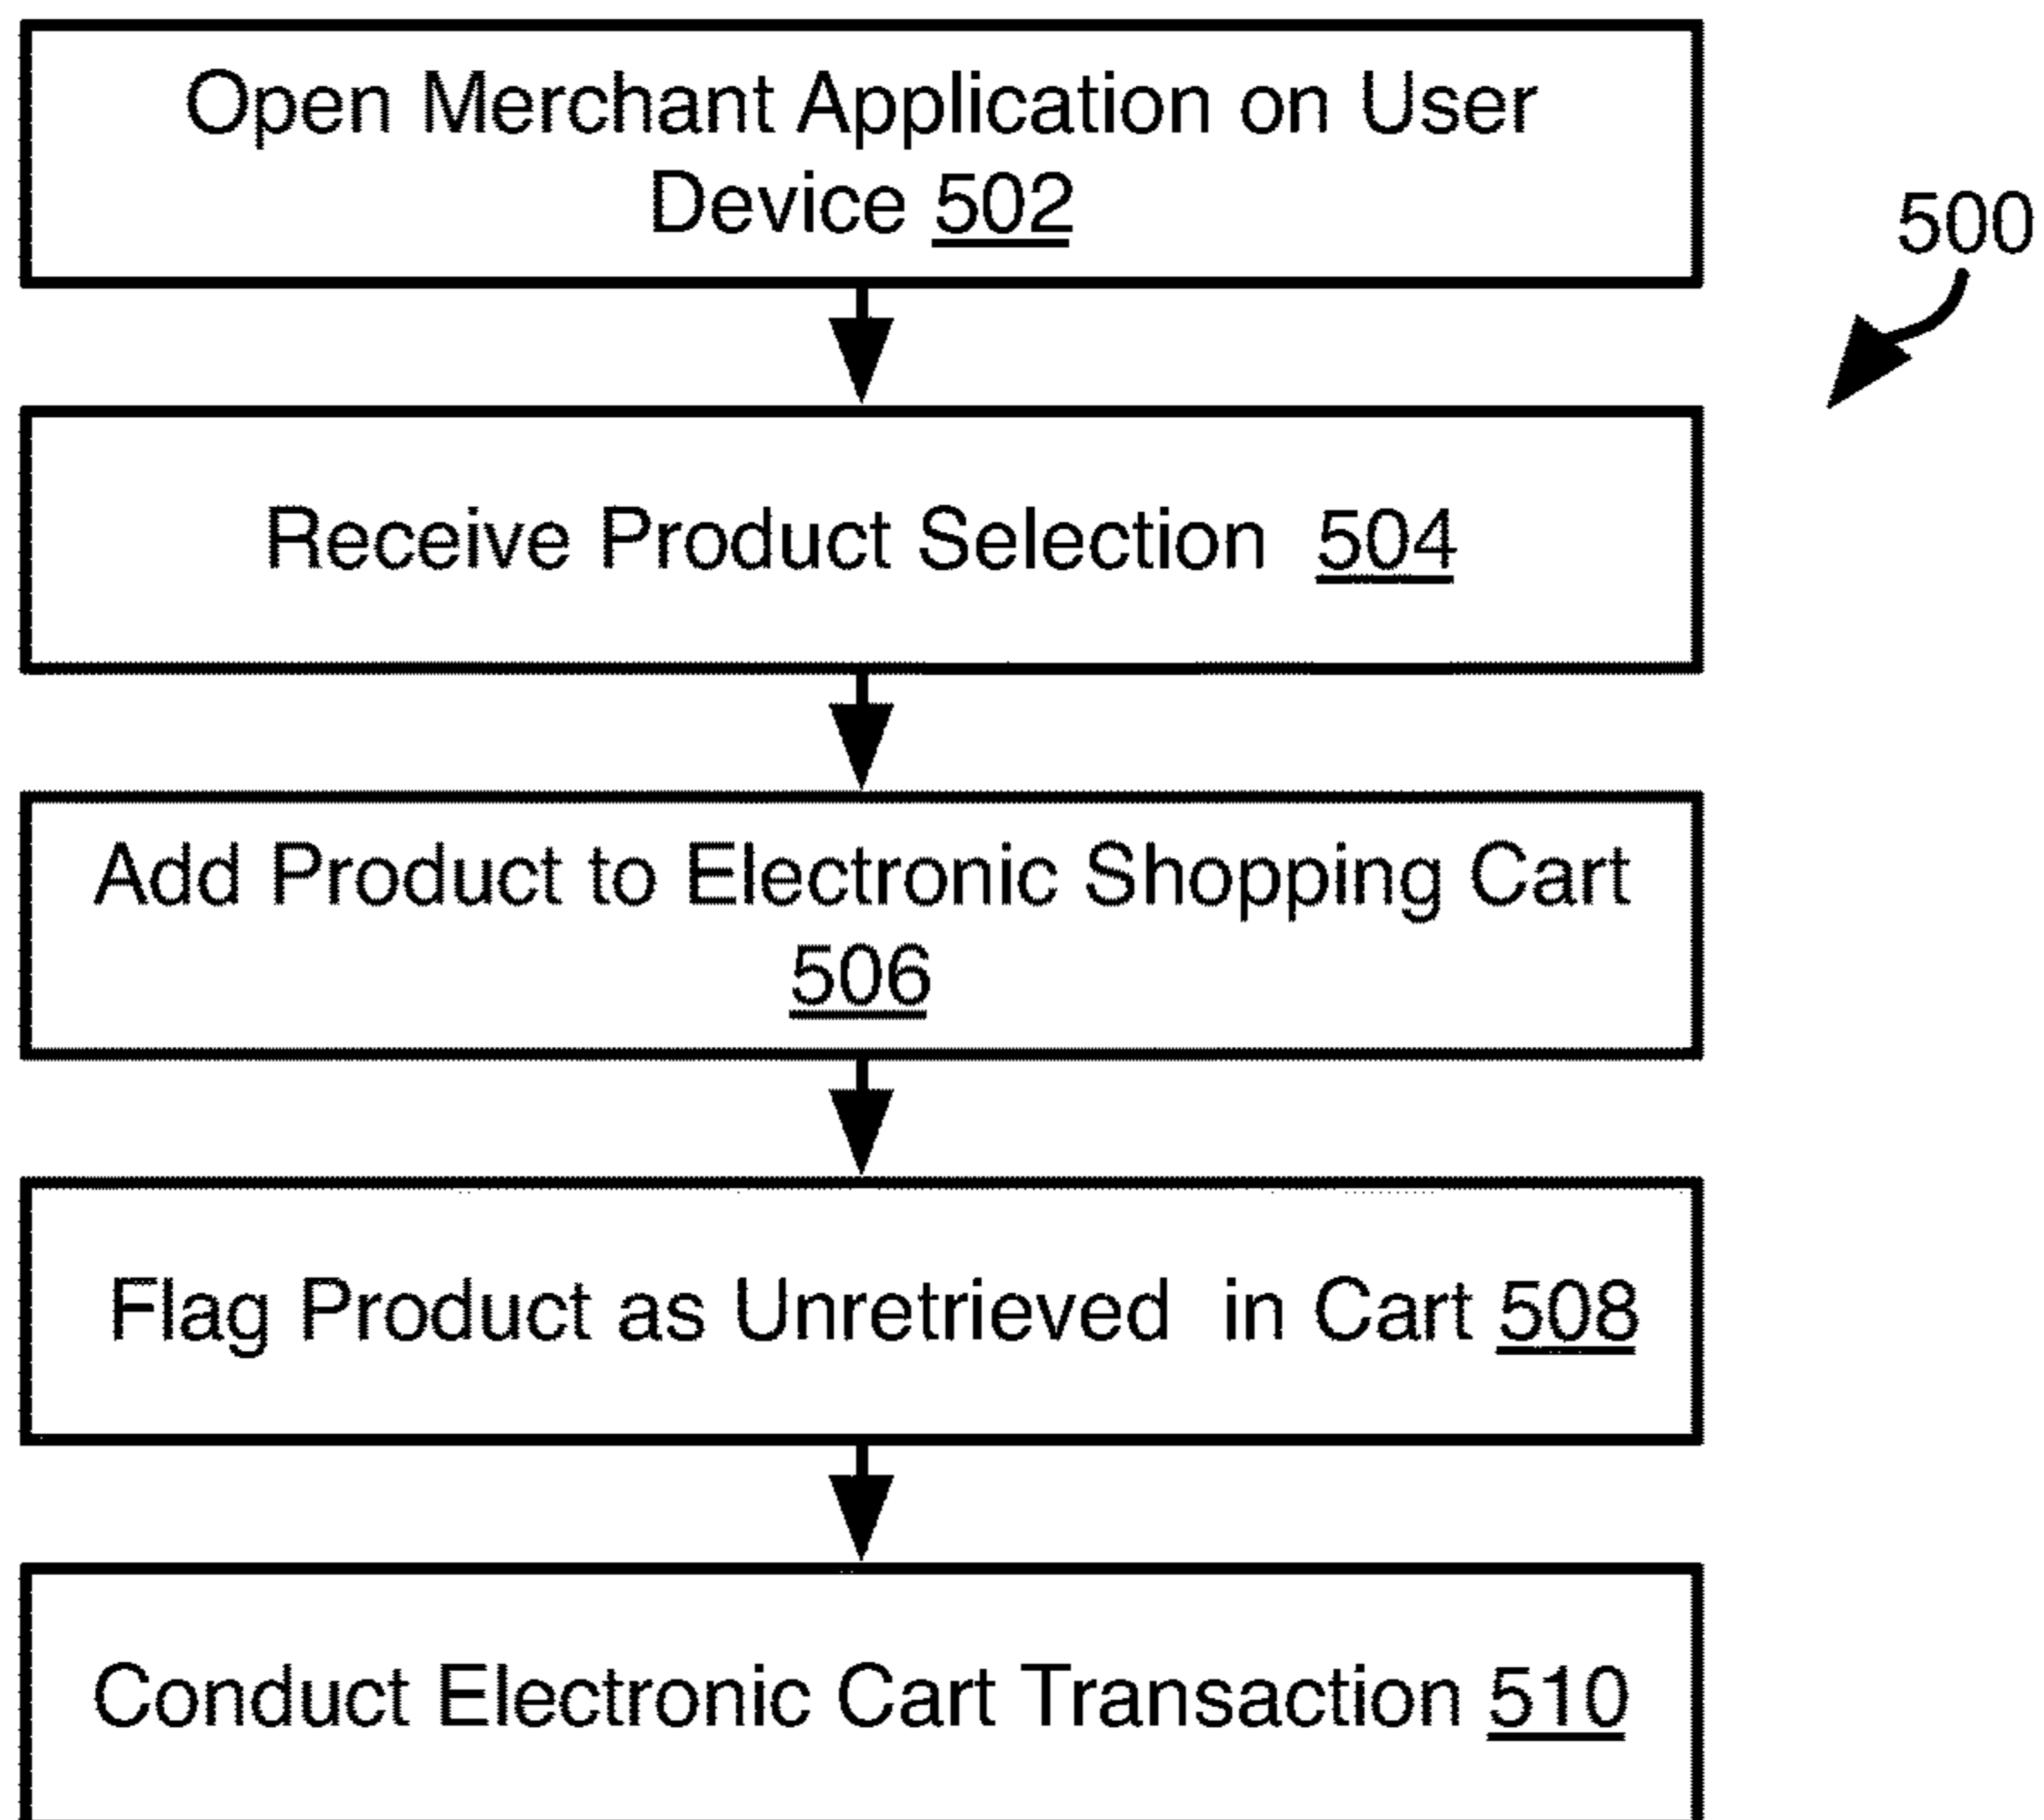 Open Merchant Application on User
Device 502
500
Receive Product Selection 504
Add Product to Electronic Shopping Cart
506
Flag Product as Unretrieved in Cart 508
Conduct Electronic Cart Transaction 510